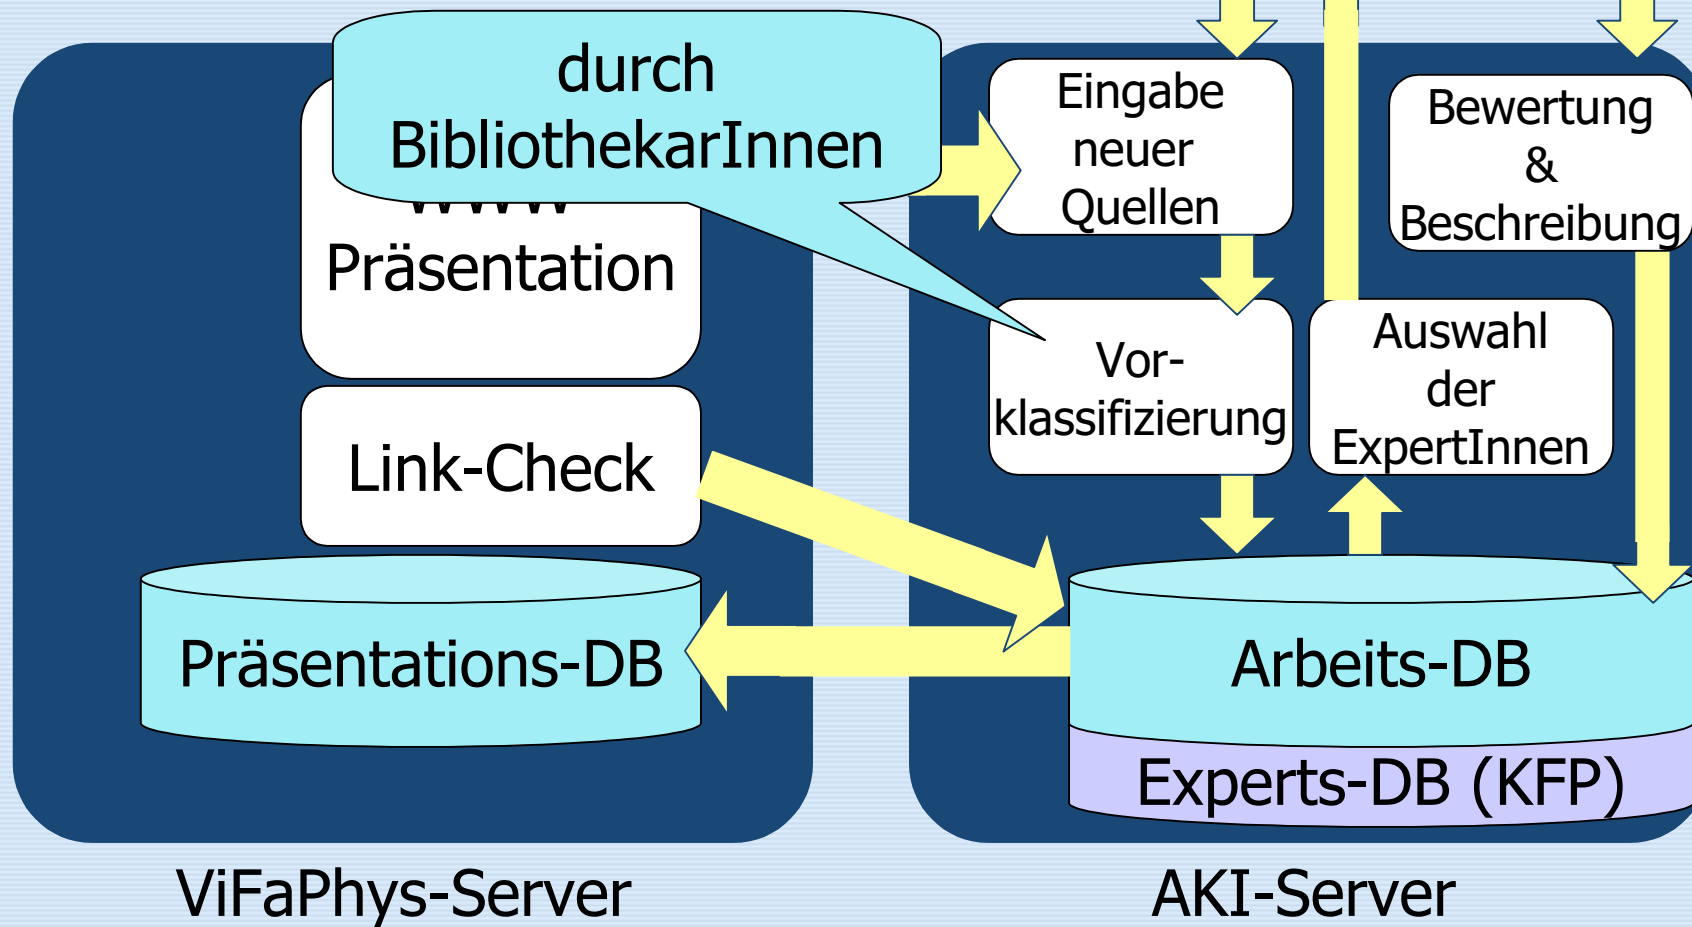 durch
BibliothekarInnen
Präsentation
Link-Check
Präsentations-DB
ViFaPhys-Server
Eingabe
neuer
Quellen
Bewertung
&
Beschreibung
Vor-
klassifizierung
Auswahl
der
ExpertInnen
Arbeits-DB
Experts-DB (KFP)
AKI-Server